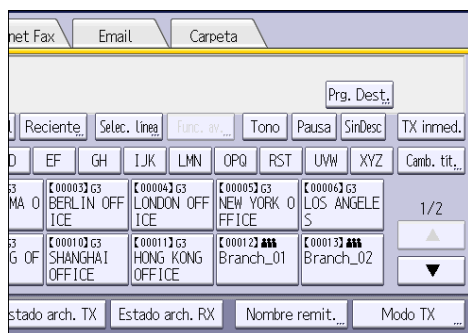 net Fax Email Carpeta
Prg. Dest.
Reciente Selec. línea Func. av. Tono Pausa SinDesc TX inmed.
D EF GH IJK LMN OPQ RST UVW XYZ Camb. tít.
G3 【00003】G3 【00004】G3 【00005】G3 【00006】G3
MA O BERLIN OFF LONDON OFF NEW YORK O LOS ANGELE 1/2
ICE ICE FFICE S
G3 【00010】G3 【00011】G3 【00012】 【00013】
G OF SHANGHAI HONG KONG Branch_01 Branch_02
OFFICE OFFICE
stado arch. TX Estado arch. RX Nombre remit. Modo TX